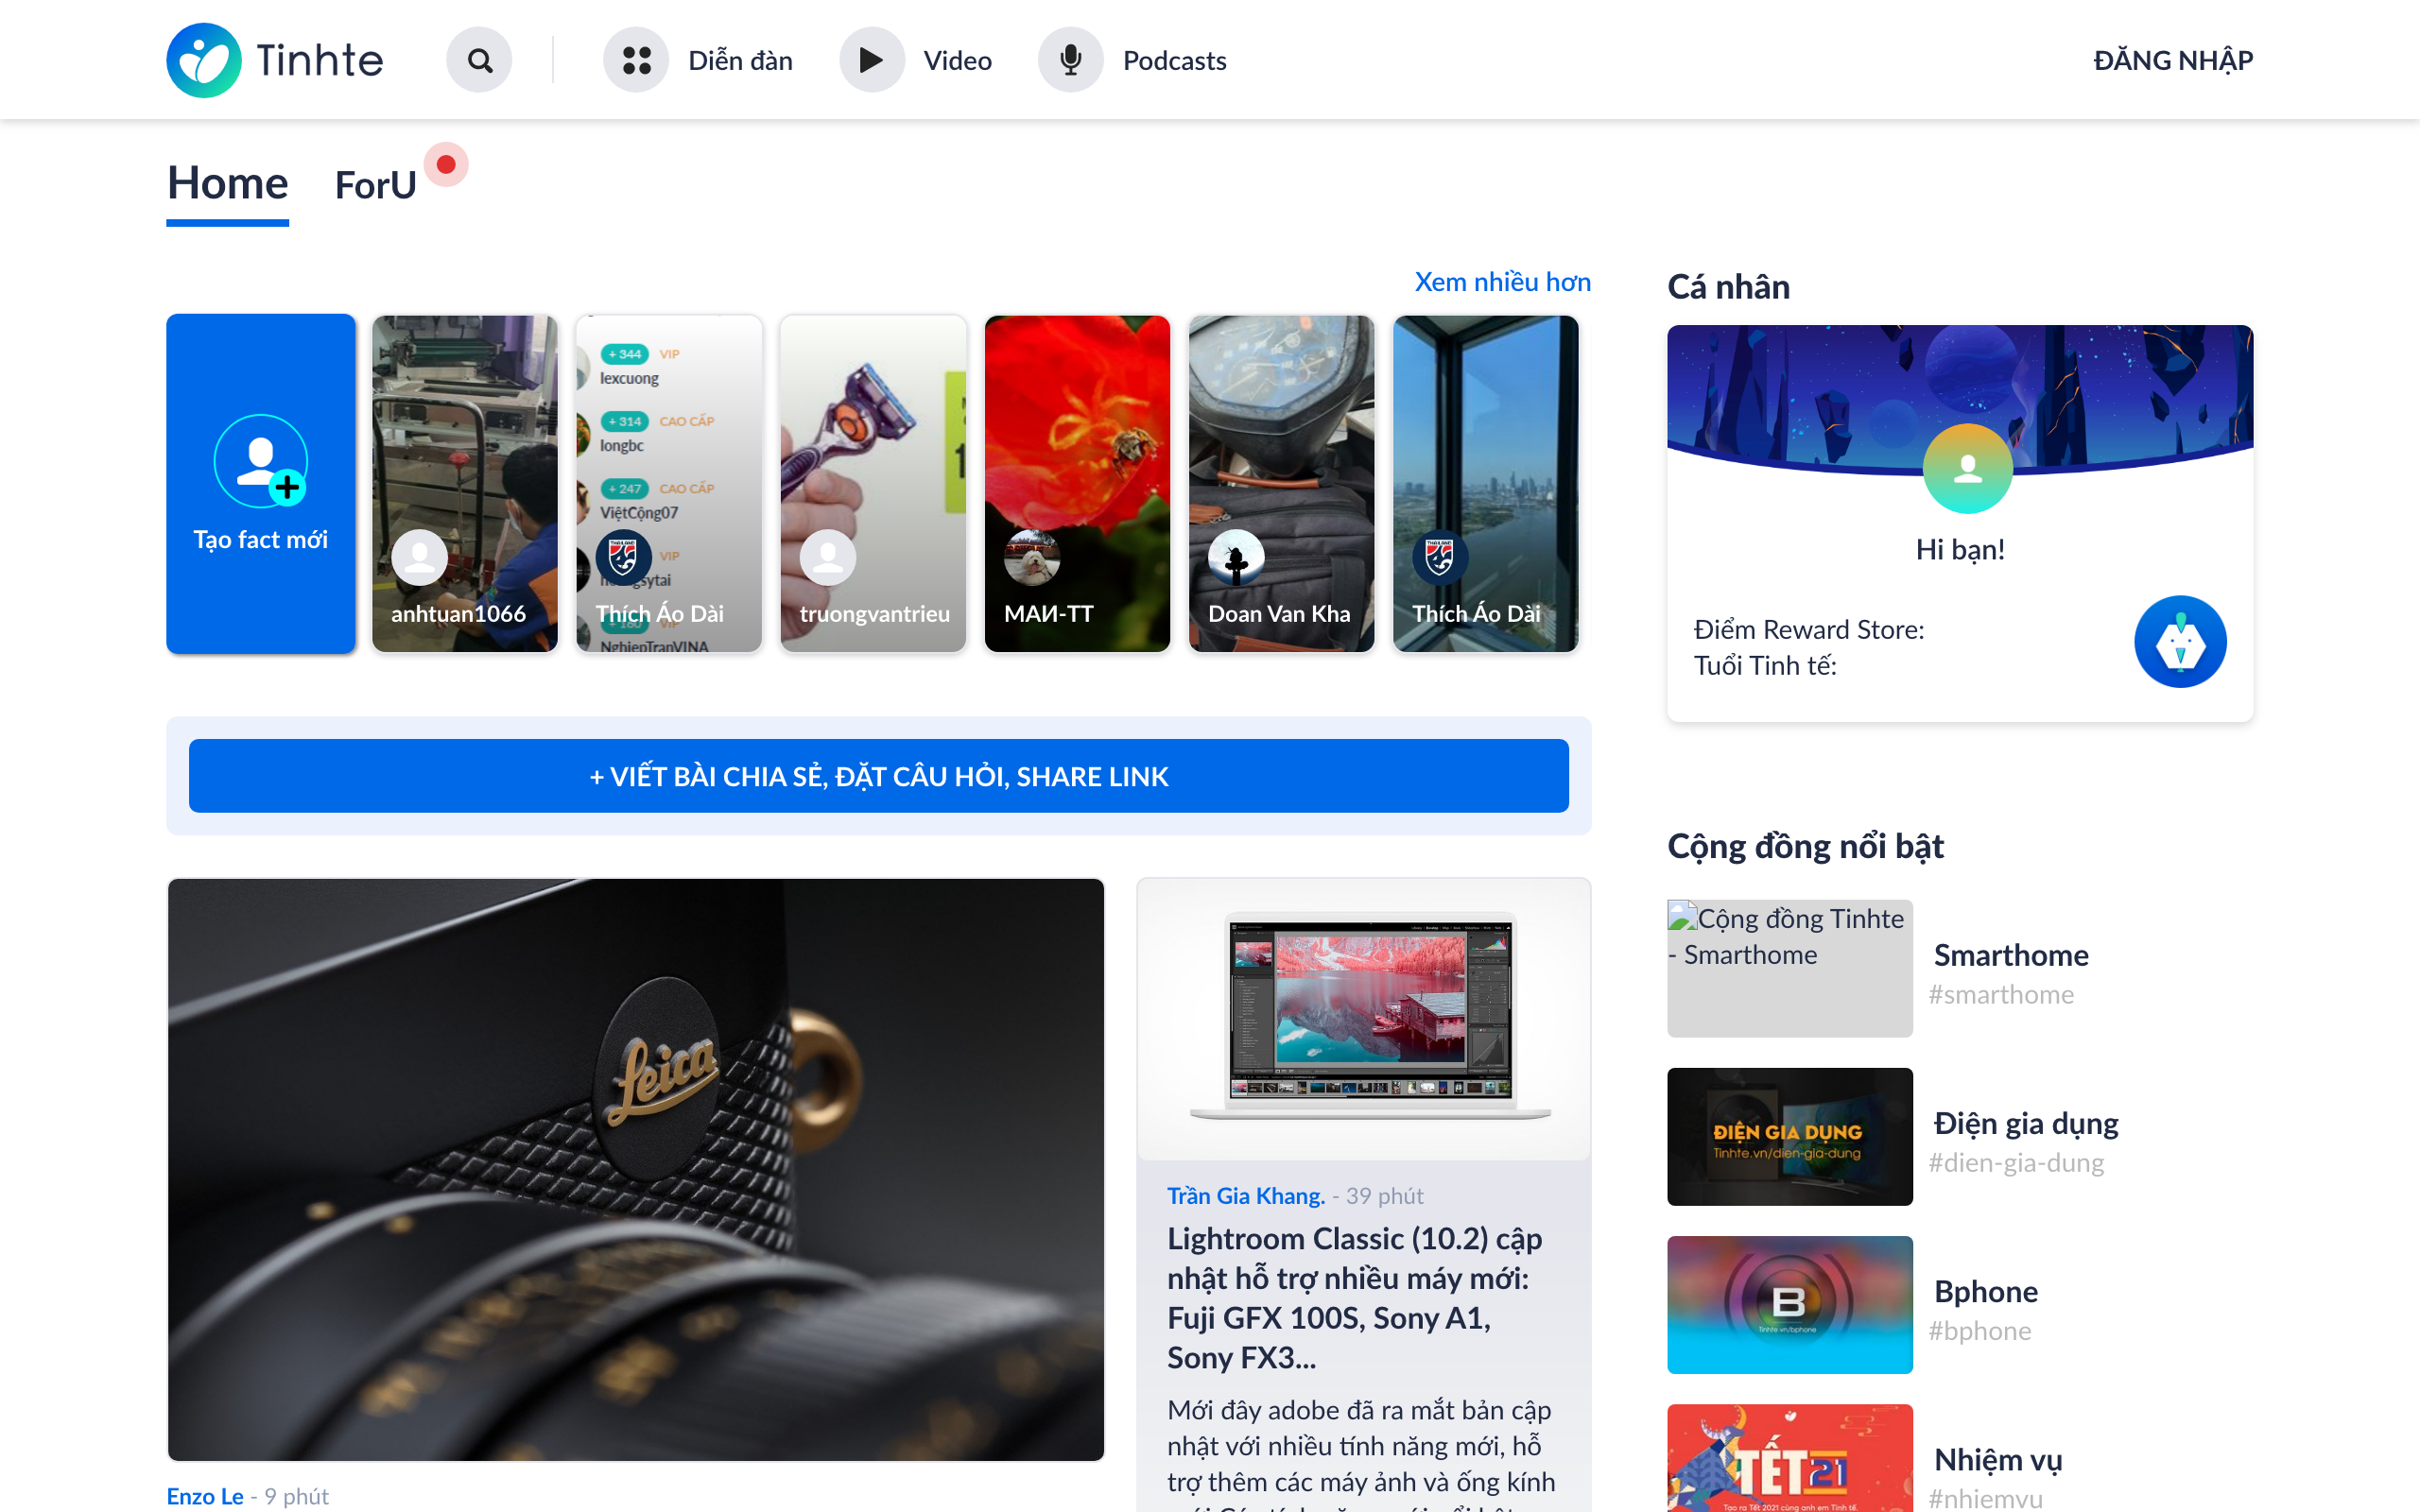 Tinhte
Diễn đàn
Video
Podcasts
ĐĂNG NHẬP
Home
ForU
Xem nhiều hơn
Tạo fact mới
anhtuan1066
+ 344 VIP
lexcuong
+ 314 CAO CẤP
longbc
+ 247 CAO CẤP
ViệtCộng07
VIP
Thích Áo Dài
NghiepTranVINA
truongvantrieu
MAИ-TT
Doan Van Kha
Thích Áo Dài
Cá nhân
Hi bạn!
Điểm Reward Store:
Tuổi Tinh tế:
+ VIẾT BÀI CHIA SẺ, ĐẶT CÂU HỎI, SHARE LINK
Leica
Enzo Le - 9 phút
Trần Gia Khang. - 39 phút
Lightroom Classic (10.2) cập
nhật hỗ trợ nhiều máy mới:
Fuji GFX 100S, Sony A1,
Sony FX3...
Mới đây adobe đã ra mắt bản cập
nhật với nhiều tính năng mới, hỗ
trợ thêm các máy ảnh và ống kính
Cộng đồng nổi bật
Cộng đồng Tinhte
- Smarthome
Smarthome
#smarthome
ĐIỆN GIA DỤNG
Tinhte.vn/dien-gia-dung
Điện gia dụng
#dien-gia-dung
B
Tinhte.vn/bphone
Bphone
#bphone
TẾT 21
Tạo ra Tết 2021 cùng anh em Tinh tế.
Nhiệm vụ
#nhiemvu